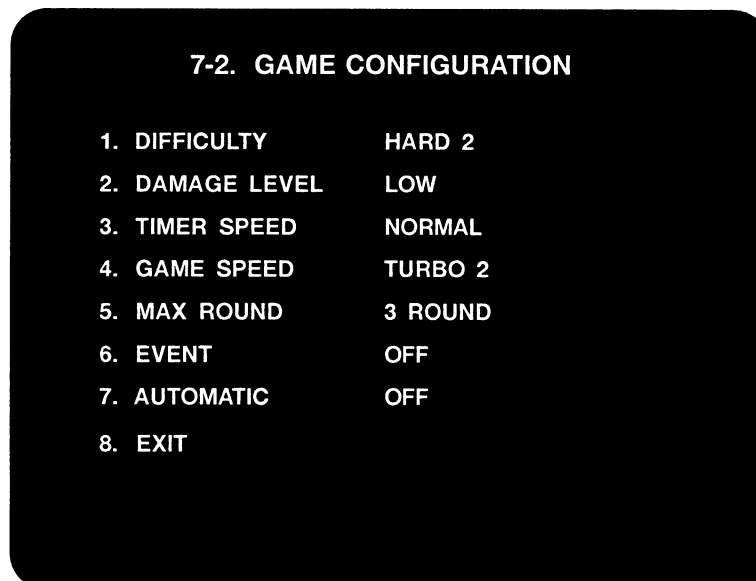 7-2. GAME CONFIGURATION
1. DIFFICULTY HARD 2
2. DAMAGE LEVEL LOW
3. TIMER SPEED NORMAL
4. GAME SPEED TURBO 2
5. MAX ROUND 3 ROUND
6. EVENT OFF
7. AUTOMATIC OFF
8. EXIT